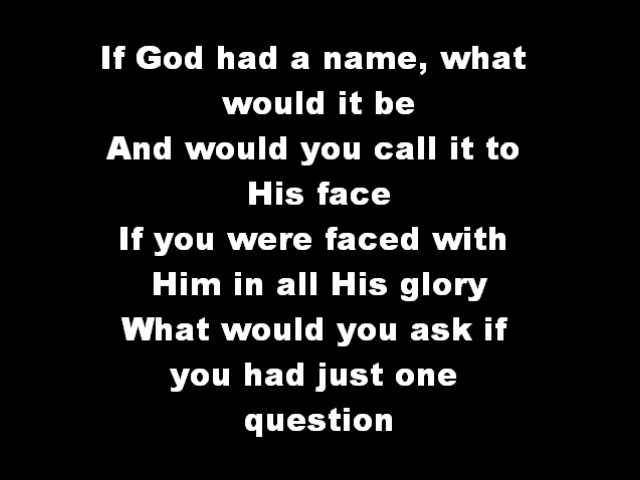 If God had a name, what
would it be
And would you call it to
His face
If you were faced with
Him in all His glory
What would you ask if
you had just one
question